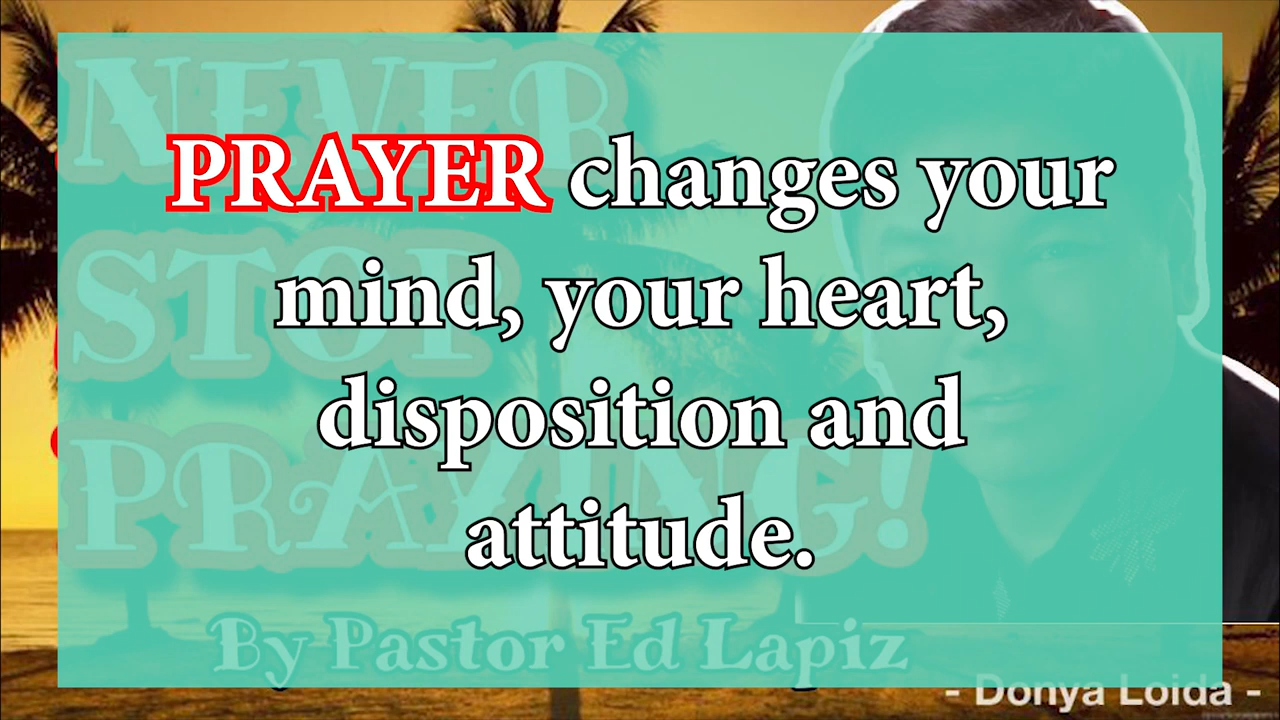 NEVER
PRAYER changes your
mind, your heart,
STOP
disposition and
PRAYING!
attitude.
By Pastor Ed Lapiz
- Donya Loida -